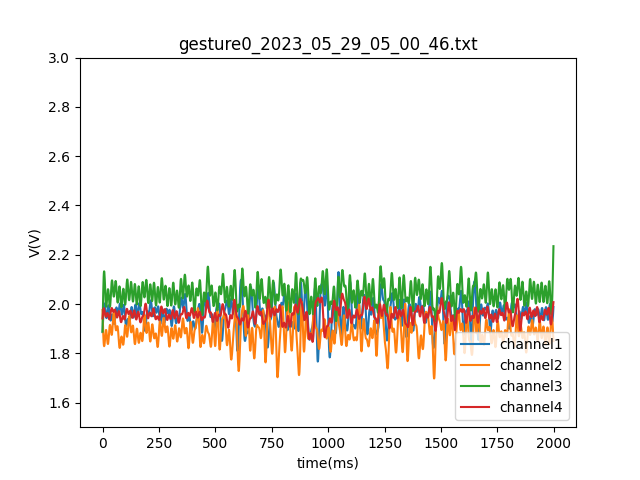 gesture0_2023_05_29_05_00_46.txt
3.0
2.8
2.6
2.4
2.2
2.0
1.8
1.6
V(V)
channel1
channel2
channel3
channel4
0 250 500 750 1000 1250 1500 1750 2000
time(ms)